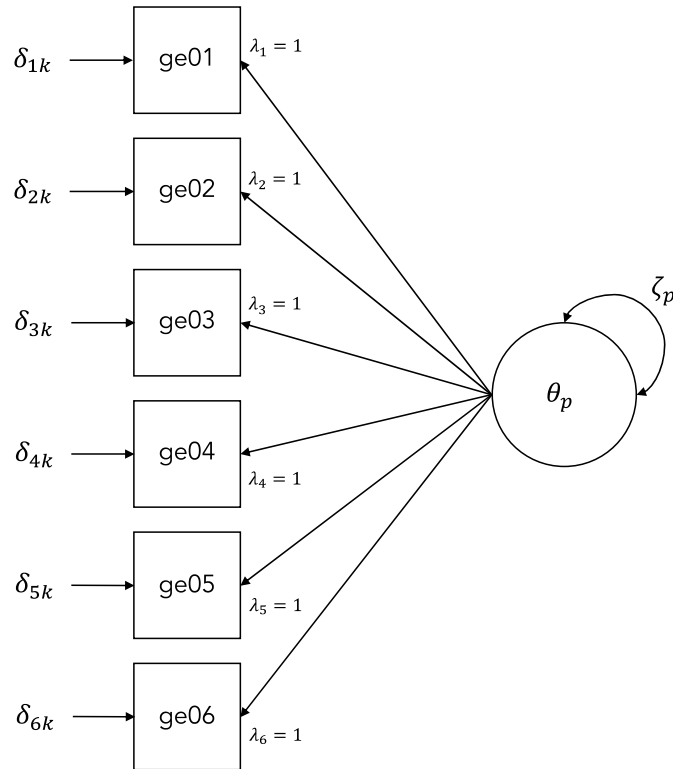 λ₁ = 1
δ₁ₖ ge01
λ₂ = 1
δ₂ₖ ge02
ζₚ
λ₃ = 1
δ₃ₖ ge03
θₚ
δ₄ₖ ge04
λ₄ = 1
δ₅ₖ ge05
λ₅ = 1
δ₆ₖ ge06
λ₆ = 1